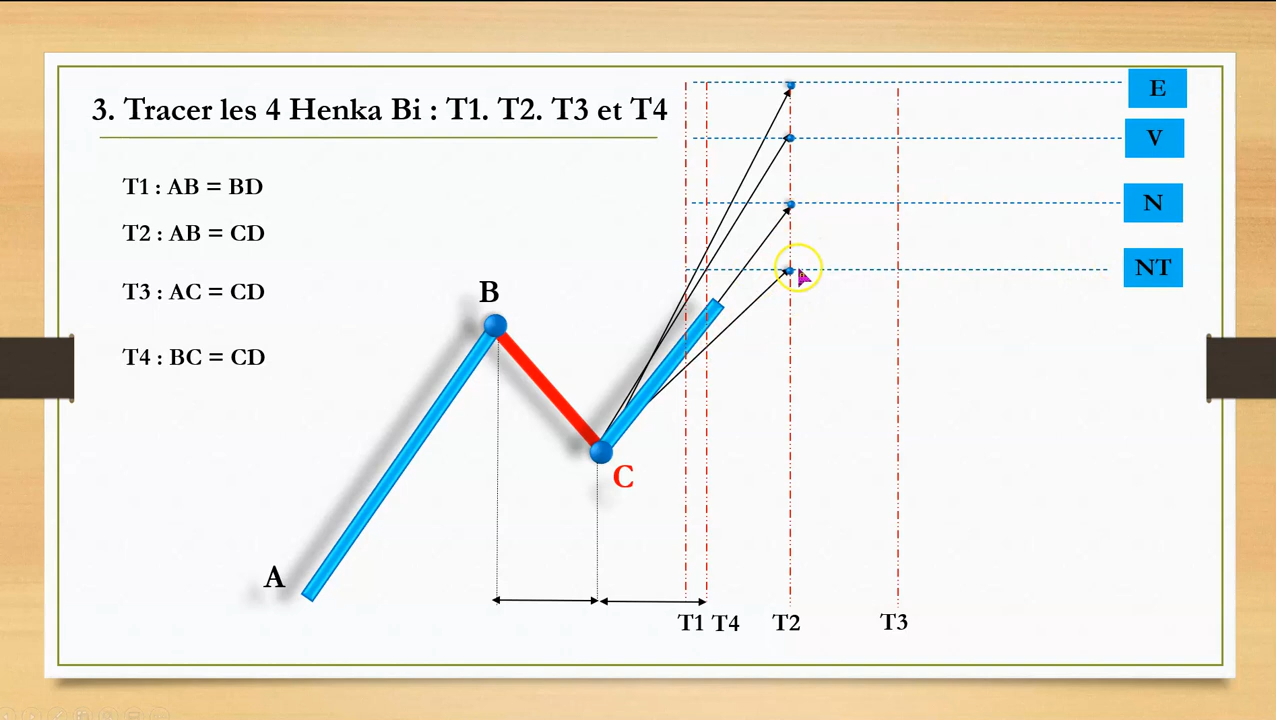 3. Tracer les 4 Henka Bi : T1. T2. T3 et T4
T1 : AB = BD
T2 : AB = CD
T3 : AC = CD
T4 : BC = CD
E
V
N
NT
B
C
A
T1 T4 T2 T3